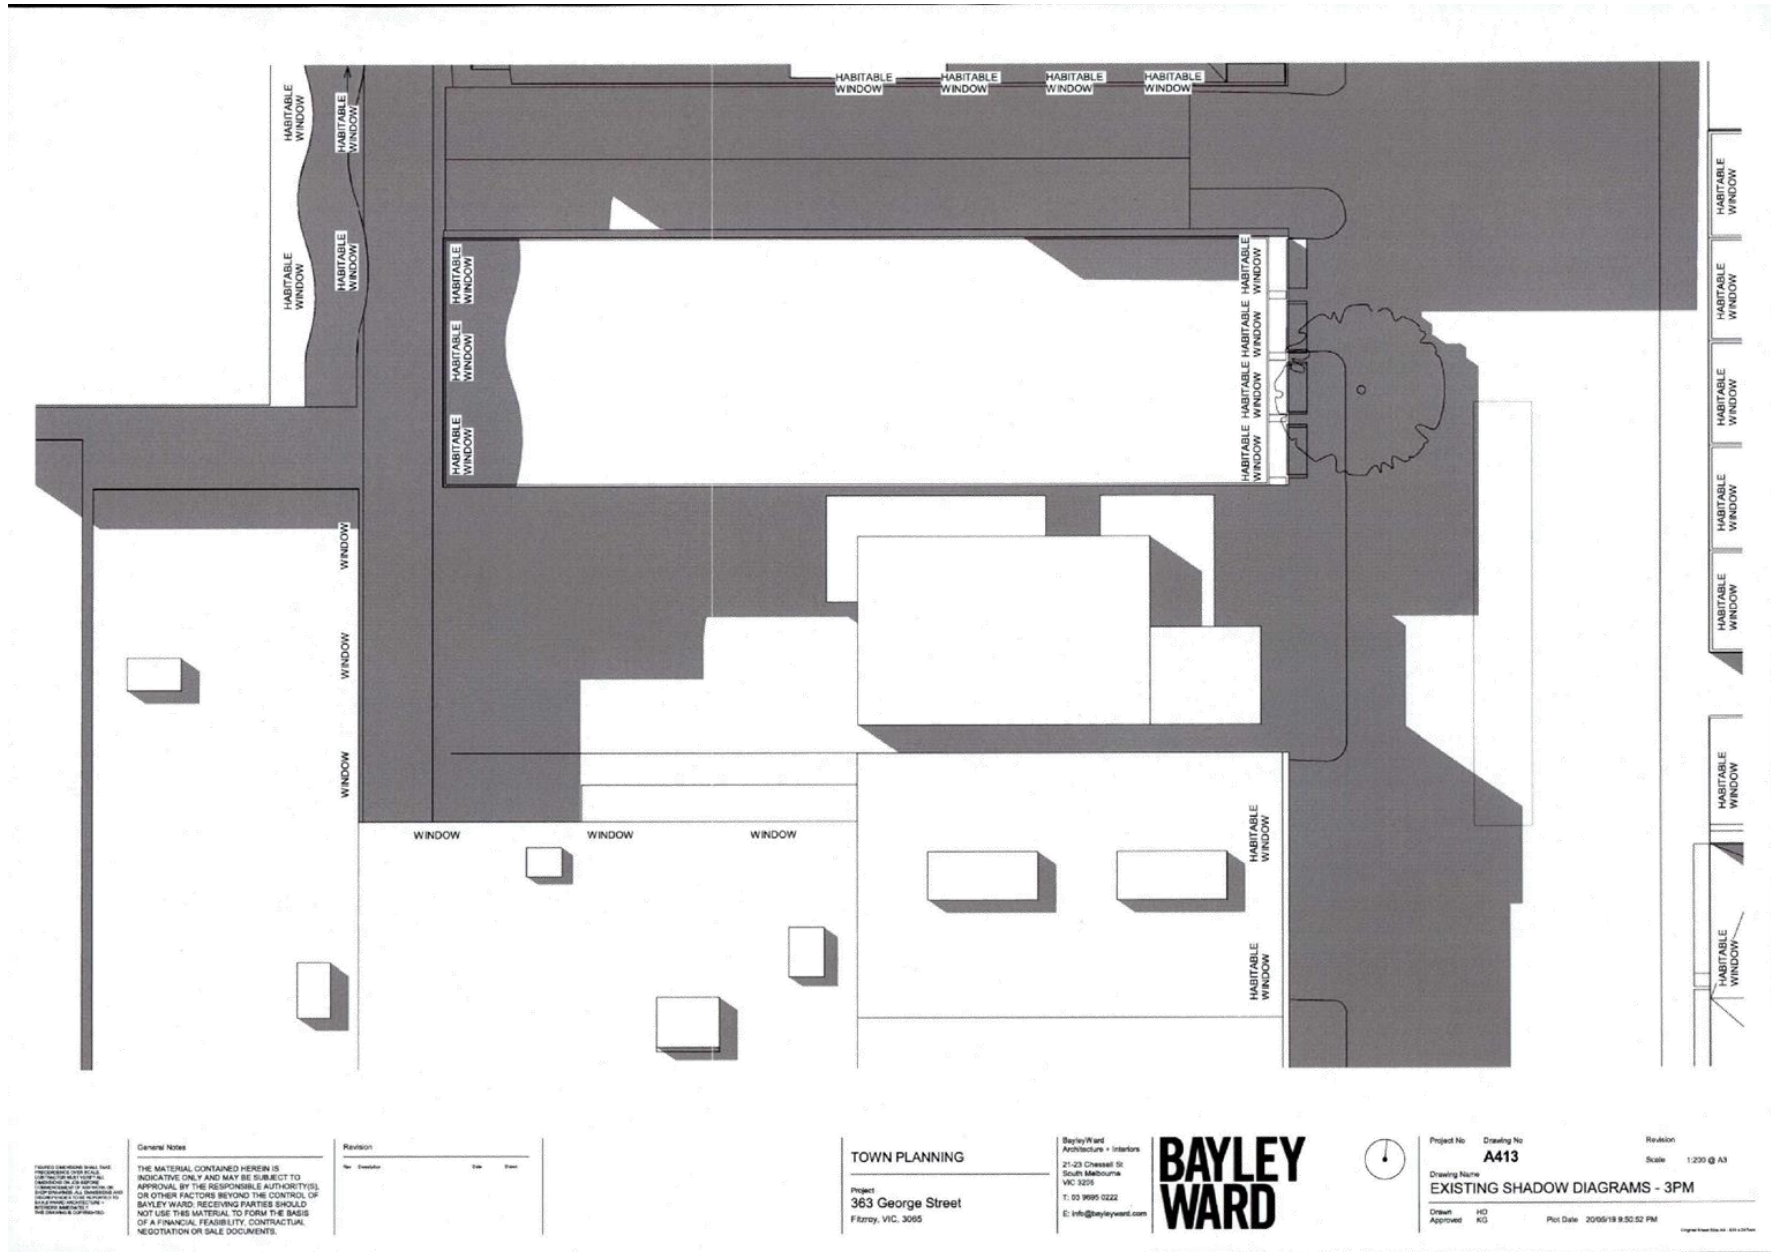 HABITABLE
WINDOW
HABITABLE
WINDOW
HABITABLE
WINDOW
HABITABLE
WINDOW
HABITABLE
WINDOW
HABITABLE
WINDOW
HABITABLE
WINDOW
HABITABLE
WINDOW
HABITABLE
WINDOW
HABITABLE
WINDOW
HABITABLE
WINDOW
HABITABLE
WINDOW
HABITABLE
WINDOW
HABITABLE
WINDOW
HABITABLE
WINDOW
HABITABLE
WINDOW
HABITABLE
WINDOW
HABITABLE
WINDOW
HABITABLE
WINDOW
HABITABLE
WINDOW
WINDOW
WINDOW
WINDOW
WINDOW
WINDOW
WINDOW
HABITABLE
WINDOW
HABITABLE
WINDOW
HABITABLE
WINDOW
HABITABLE
WINDOW
General Notes
THE MATERIAL CONTAINED HEREIN IS
INDICATIVE ONLY AND MAY BE SUBJECT TO
APPROVAL BY THE RESPONSIBLE AUTHORITY(S),
OR OTHER FACTORS BEYOND THE CONTROL OF
BAYLEY WARD; RECEIVING PARTIES SHOULD
NOT USE THIS MATERIAL TO FORM THE BASIS
OF A FINANCIAL FEASIBILITY, CONTRACTUAL
NEGOTIATION OR SALE DOCUMENTS.
Revision
Rev Description Date Drawn
TOWN PLANNING
Project
363 George Street
Fitzroy, VIC, 3065
BayleyWard
Architecture + Interiors
21-23 Chessell St
South Melbourne
VIC 3205
T: 03 9695 0222
E: info@bayleyward.com
BAYLEY
WARD
Project No Drawing No Revision
A413 Scale 1:200 @ A3
Drawing Name
EXISTING SHADOW DIAGRAMS - 3PM
Drawn HD
Approved KG Plot Date 20/05/19 9:50:52 PM